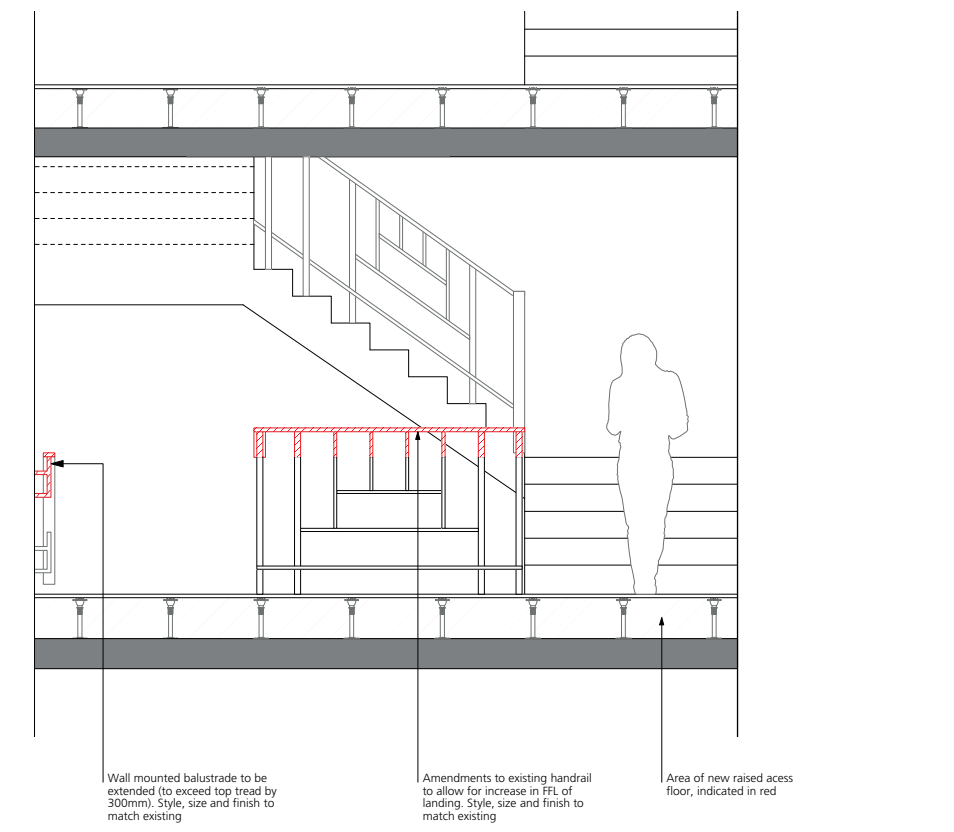 Wall mounted balustrade to be
extended (to exceed top tread by
300mm). Style, size and finish to
match existing
Amendments to existing handrail
to allow for increase in FFL of
landing. Style, size and finish to
match existing
Area of new raised acess
floor, indicated in red